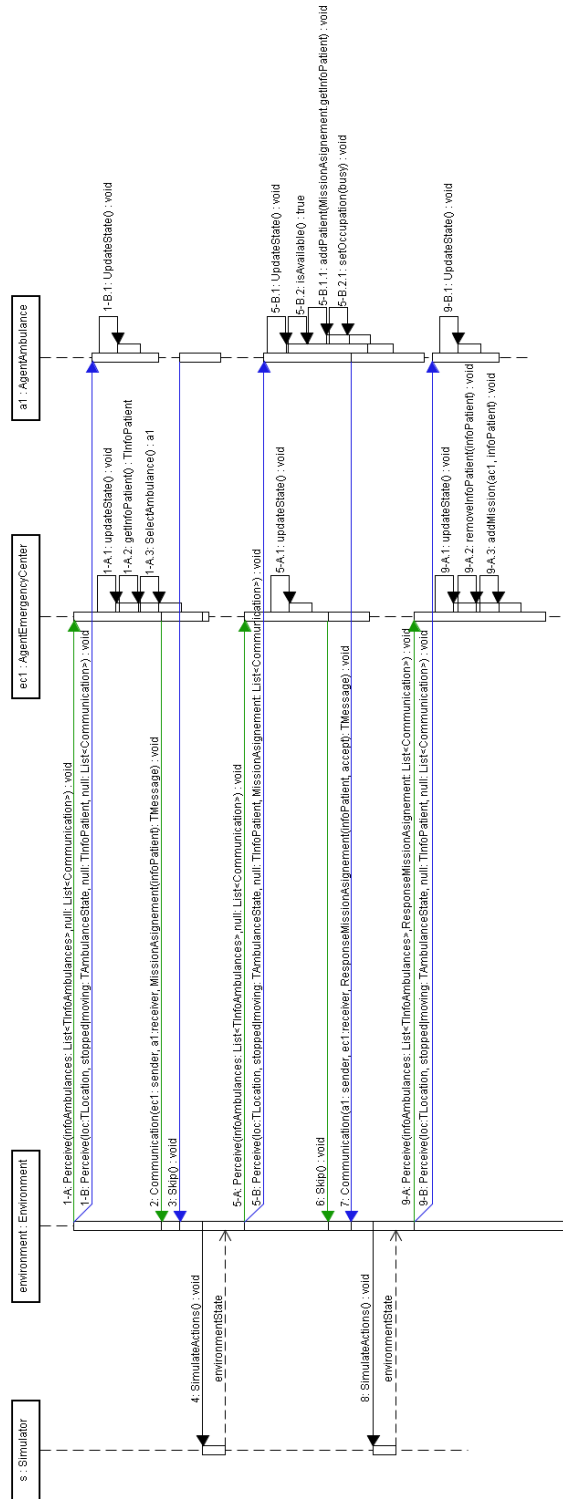 s : Simulator
environment : Environment
ec1 : AgentEmergencyCenter
a1 : AgentAmbulance
1-A: Perceive(infoAmbulances: List<TInfoAmbulances>,null: List<Communication>) : void
1-B: Perceive(loc:TLocation, stopped|moving: TAmbulanceState, null: TInfoPatient, null: List<Communication>) : void
1-A.1: updateState() : void
1-A.2: getInfoPatient() : TInfoPatient
1-A.3: SelectAmbulance() : a1
1-B.1: UpdateState() : void
2: Communication(ec1: sender, a1:receiver, MissionAsignement(infoPatient): TMessage) : void
3: Skip() : void
4: SimulateActions() : void
environmentState
5-A: Perceive(infoAmbulances: List<TInfoAmbulances>,null: List<Communication>) : void
5-B: Perceive(loc:TLocation, stopped|moving: TAmbulanceState, null: TInfoPatient, MissionAsignement: List<Communication>) : void
5-A.1: updateState() : void
5-B.1: UpdateState() : void
5-B.2: isAvailable() : true
5-B.1.1: addPatient(MissionAsignement.getInfoPatient) : void
5-B.2.1: setOccupation(busy) : void
6: Skip() : void
7: Communication(a1: sender, ec1:receiver, ResponseMissionAsignement(infoPatient, accept): TMessage) : void
8: SimulateActions() : void
environmentState
9-A: Perceive(infoAmbulances: List<TInfoAmbulances>,ResponseMissionAsignement: List<Communication>) : void
9-B: Perceive(loc:TLocation, stopped|moving: TAmbulanceState, null: TInfoPatient, null: List<Communication>) : void
9-A.1: updateState() : void
9-A.2: removeInfoPatient(infoPatient) : void
9-A.3: addMission(ac1, infoPatient) : void
9-B.1: UpdateState() : void